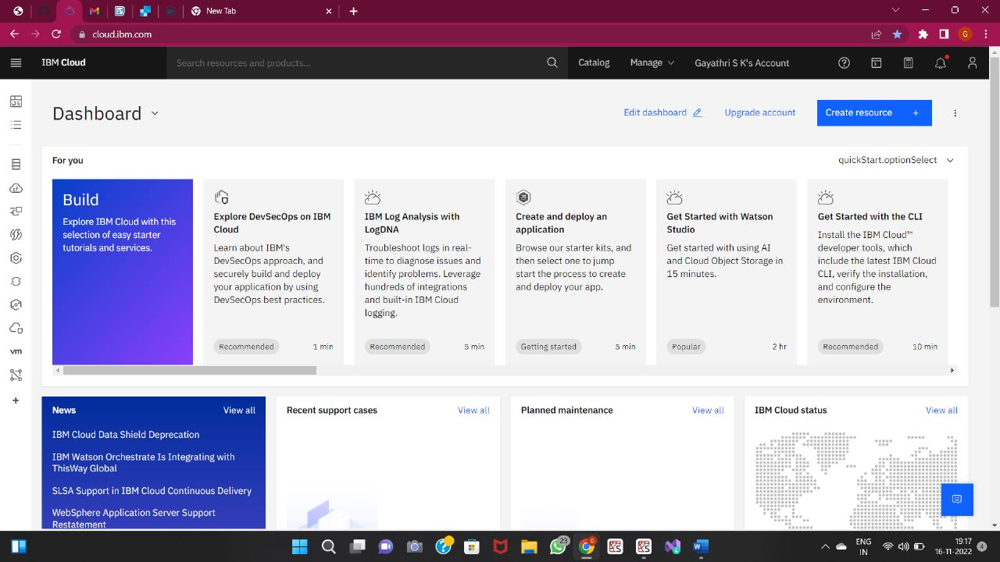 New Tab
cloud.ibm.com
G
IBM Cloud
Search resources and products...
Catalog
Manage
Gayathri S K's Account
Dashboard
Edit dashboard
Upgrade account
Create resource +
For you
quickStart.optionSelect
Build
Explore IBM Cloud with this
selection of easy starter
tutorials and services.
Explore DevSecOps on IBM
Cloud
Learn about IBM's
DevSecOps approach, and
securely build and deploy
your application by using
DevSecOps best practices.
Recommended
1 min
IBM Log Analysis with
LogDNA
Troubleshoot logs in real-
time to diagnose issues and
identify problems. Leverage
hundreds of integrations
and built-in IBM Cloud
logging.
Recommended
5 min
Create and deploy an
application
Browse our starter kits, and
then select one to jump
start the process to create
and deploy your app.
Getting started
5 min
Get Started with Watson
Studio
Get started with using AI
and Cloud Object Storage in
15 minutes.
Popular
2 hr
Get Started with the CLI
Install the IBM Cloud™
developer tools, which
include the latest IBM Cloud
CLI, verify the installation,
and configure the
environment.
Recommended
10 min
vm
News
View all
IBM Cloud Data Shield Deprecation
IBM Watson Orchestrate Is Integrating with
ThisWay Global
SLSA Support in IBM Cloud Continuous Delivery
WebSphere Application Server Support
Restatement
Recent support cases
View all
Planned maintenance
View all
IBM Cloud status
View all
23
G
ENG
IN
19:17
16-11-2022
4